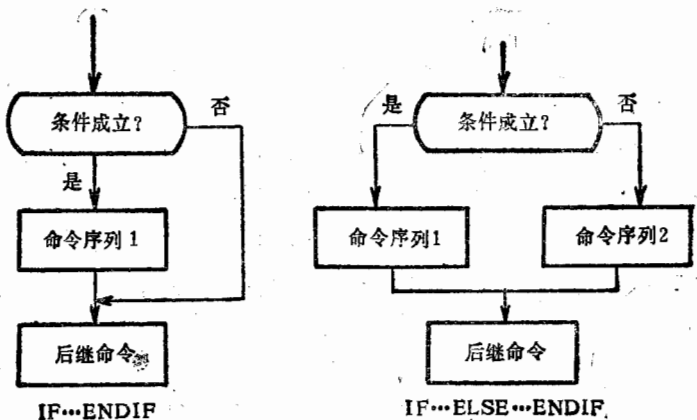 条件成立?
否
是
命令序列 1
后继命令
IF…ENDIF
是
条件成立?
否
命令序列1
命令序列2
后继命令
IF…ELSE…ENDIF